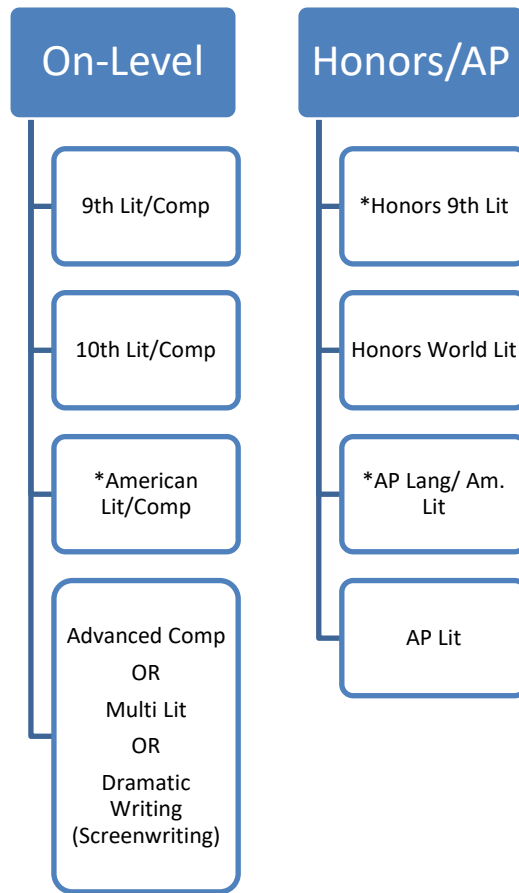 On-Level
9th Lit/Comp
10th Lit/Comp
*American
Lit/Comp
Advanced Comp
OR
Multi Lit
OR
Dramatic
Writing
(Screenwriting)
Honors/AP
*Honors 9th Lit
Honors World Lit
*AP Lang/ Am.
Lit
AP Lit